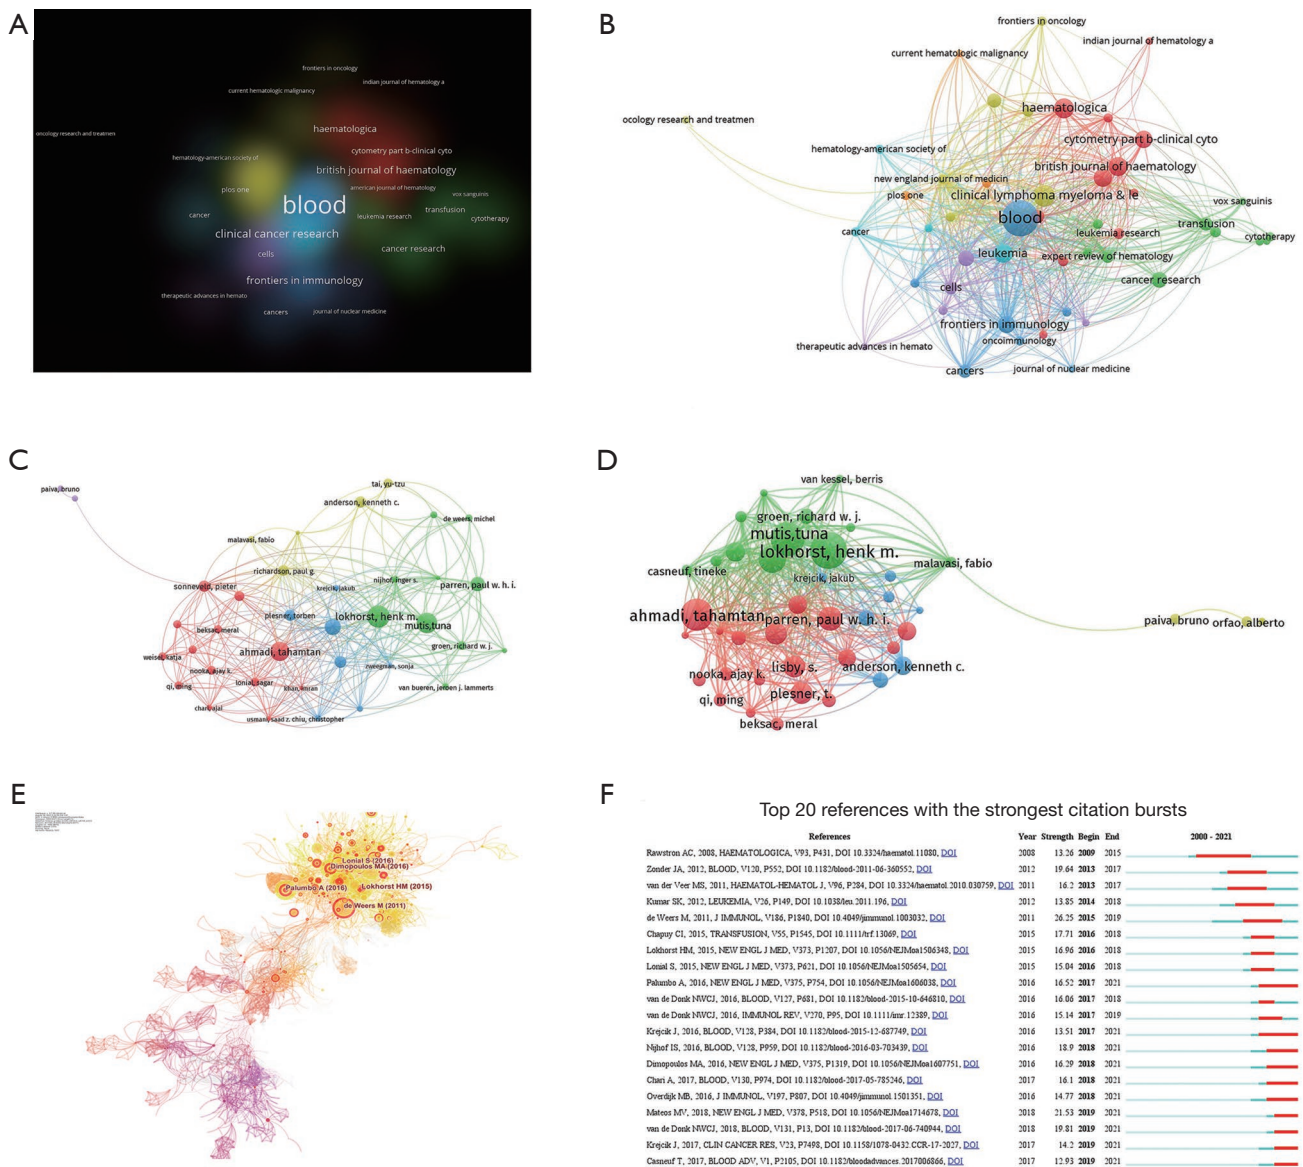 A
frontiers in oncology
indian journal of hematology a
current hematologic malignancy
oncology research and treatmen
haematologica
cytometry part b-clinical cyto
hematology-american society of
british journal of haematology
plos one
american journal of hematology
vox sanguinis
blood
cancer
leukemia research
transfusion
cytotherapy
clinical cancer research
cancer research
cells
frontiers in immunology
therapeutic advances in hemato
cancers
journal of nuclear medicine
B
frontiers in oncology
indian journal of hematology a
current hematologic malignancy
ocology research and treatmen
haematologica
cytometry part b-clinical cyto
hematology-american society of
british journal of haematology
new england journal of medicin
plos one
clinical lymphoma myeloma & le
vox sanguinis
blood
cancer
leukemia research
transfusion
cytotherapy
leukemia
expert review of hematology
cancer research
cells
frontiers in immunology
oncoimmunology
therapeutic advances in hemato
cancers
journal of nuclear medicine
C
paiva,bruno
tai, yu-tzu
anderson, kenneth c.
de weers, michel
malavasi, fabio
richardson, paul g.
sonneveld, pieter
krejcik, jakub
nijhof, inger s.
parren, paul w. h. i.
plesner, torben
lokhorst, henk m.
mutis,tuna
beksac, meral
ahmadi, tahamtan
groen, richard w. j.
weisel, katja
zweegman, sonja
nooka, ajay k.
qi, ming
lonial, sagar
khan, imran
van bueren, jeroen j. lammerts
chari, ajai
usmani, saad z.
chiu, christopher
D
van kessel, berris
groen, richard w. j.
mutis,tuna
lokhorst, henk m.
casneuf, tineke
krejcik, jakub
malavasi, fabio
ahmadi, tahamtan
parren, paul w. h. i.
paiva, bruno
orfao, alberto
nooka, ajay k.
lisby, s.
anderson, kenneth c.
qi, ming
plesner, t.
beksac, meral
E
Lonial S (2016)
Dimopoulos MA (2016)
Palumbo A (2016)
Lokhorst HM (2015)
de Weers M (2011)
F
Top 20 references with the strongest citation bursts
References Year Strength Begin End 2000 - 2021
Rawstron AC, 2008, HAEMATOLOGICA, V93, P431, DOI 10.3324/haematol.11080, DOI 2008 13.26 2009 2015
Zonder JA, 2012, BLOOD, V120, P552, DOI 10.1182/blood-2011-06-360552, DOI 2012 19.64 2013 2017
van der Veer MS, 2011, HAEMATOL-HEMATOL J, V96, P284, DOI 10.3324/haematol.2010.030759, DOI 2011 16.2 2013 2017
Kumar SK, 2012, LEUKEMIA, V26, P149, DOI 10.1038/leu.2011.196, DOI 2012 13.85 2014 2018
de Weers M, 2011, J IMMUNOL, V186, P1840, DOI 10.4049/jimmunol.1003032, DOI 2011 26.25 2015 2019
Chapuy CI, 2015, TRANSFUSION, V55, P1545, DOI 10.1111/trf.13069, DOI 2015 17.71 2016 2018
Lokhorst HM, 2015, NEW ENGL J MED, V373, P1207, DOI 10.1056/NEJMoa1506348, DOI 2015 16.96 2016 2018
Lonial S, 2015, NEW ENGL J MED, V373, P621, DOI 10.1056/NEJMoa1505654, DOI 2015 15.04 2016 2018
Palumbo A, 2016, NEW ENGL J MED, V375, P754, DOI 10.1056/NEJMoa1606038, DOI 2016 16.52 2017 2021
van de Donk NWCJ, 2016, BLOOD, V127, P681, DOI 10.1182/blood-2015-10-646810, DOI 2016 16.06 2017 2018
van de Donk NWCJ, 2016, IMMUNOL REV, V270, P95, DOI 10.1111/imr.12389, DOI 2016 15.14 2017 2019
Krejcik J, 2016, BLOOD, V128, P384, DOI 10.1182/blood-2015-12-687749, DOI 2016 13.51 2017 2021
Nijhof IS, 2016, BLOOD, V128, P959, DOI 10.1182/blood-2016-03-703439, DOI 2016 18.9 2018 2021
Dimopoulos MA, 2016, NEW ENGL J MED, V375, P1319, DOI 10.1056/NEJMoa1607751, DOI 2016 16.29 2018 2021
Chari A, 2017, BLOOD, V130, P974, DOI 10.1182/blood-2017-05-785246, DOI 2017 16.1 2018 2021
Overdijk MB, 2016, J IMMUNOL, V197, P807, DOI 10.4049/jimmunol.1501351, DOI 2016 14.77 2018 2021
Mateos MV, 2018, NEW ENGL J MED, V378, P518, DOI 10.1056/NEJMoa1714678, DOI 2018 21.53 2019 2021
van de Donk NWCJ, 2018, BLOOD, V131, P13, DOI 10.1182/blood-2017-06-740944, DOI 2018 19.81 2019 2021
Krejcik J, 2017, CLIN CANCER RES, V23, P7498, DOI 10.1158/1078-0432.CCR-17-2027, DOI 2017 14.2 2019 2021
Casneuf T, 2017, BLOOD ADV, V1, P2105, DOI 10.1182/bloodadvances.2017006866, DOI 2017 12.93 2019 2021